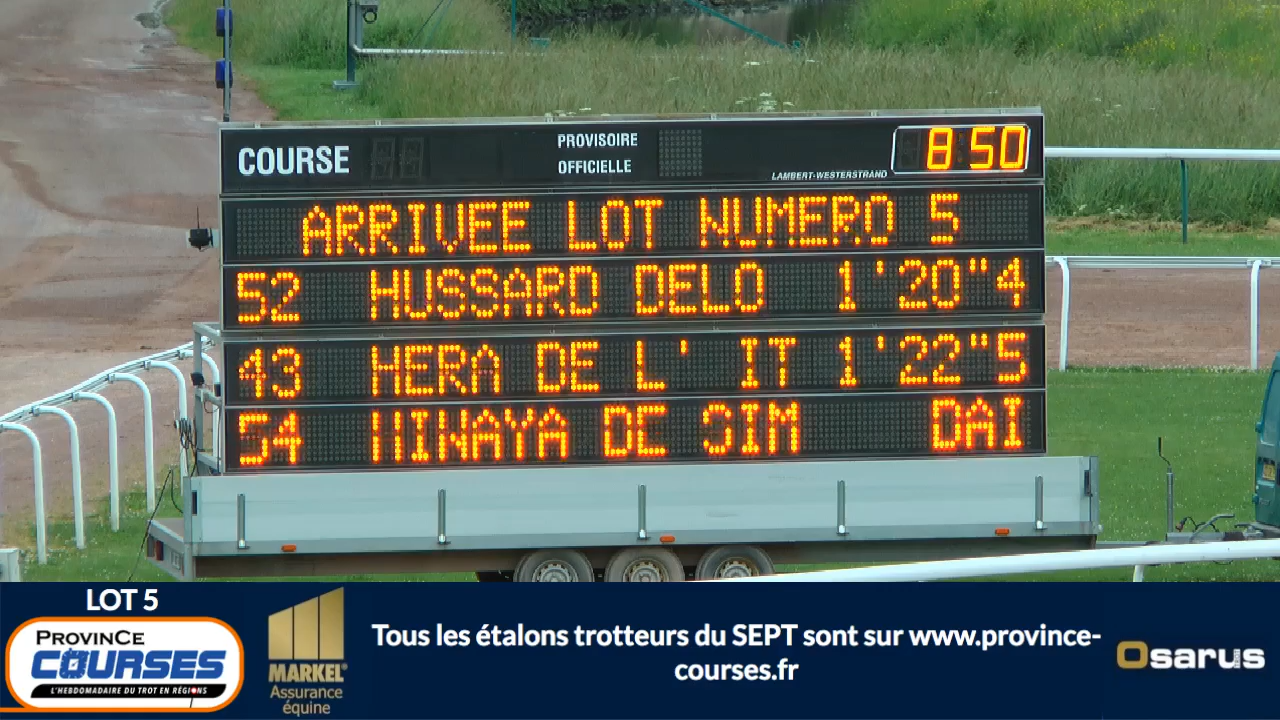 COURSE
PROVISOIRE
OFFICIELLE
LAMBERT-WESTERSTRAND
8:50
ARRIVEE LOT NUMERO 5
52 HUSSARD DELO 1'20"4
43 HERA DE L' IT 1'22"5
54 DE SIM DAI
LOT 5
PROVINCE
COURSES
L'HEBDOMADAIRE DU TROT EN RÉGIONS
MARKEL®
Assurance
équine
Tous les étalons trotteurs du SEPT sont sur www.province-
courses.fr
Osarus